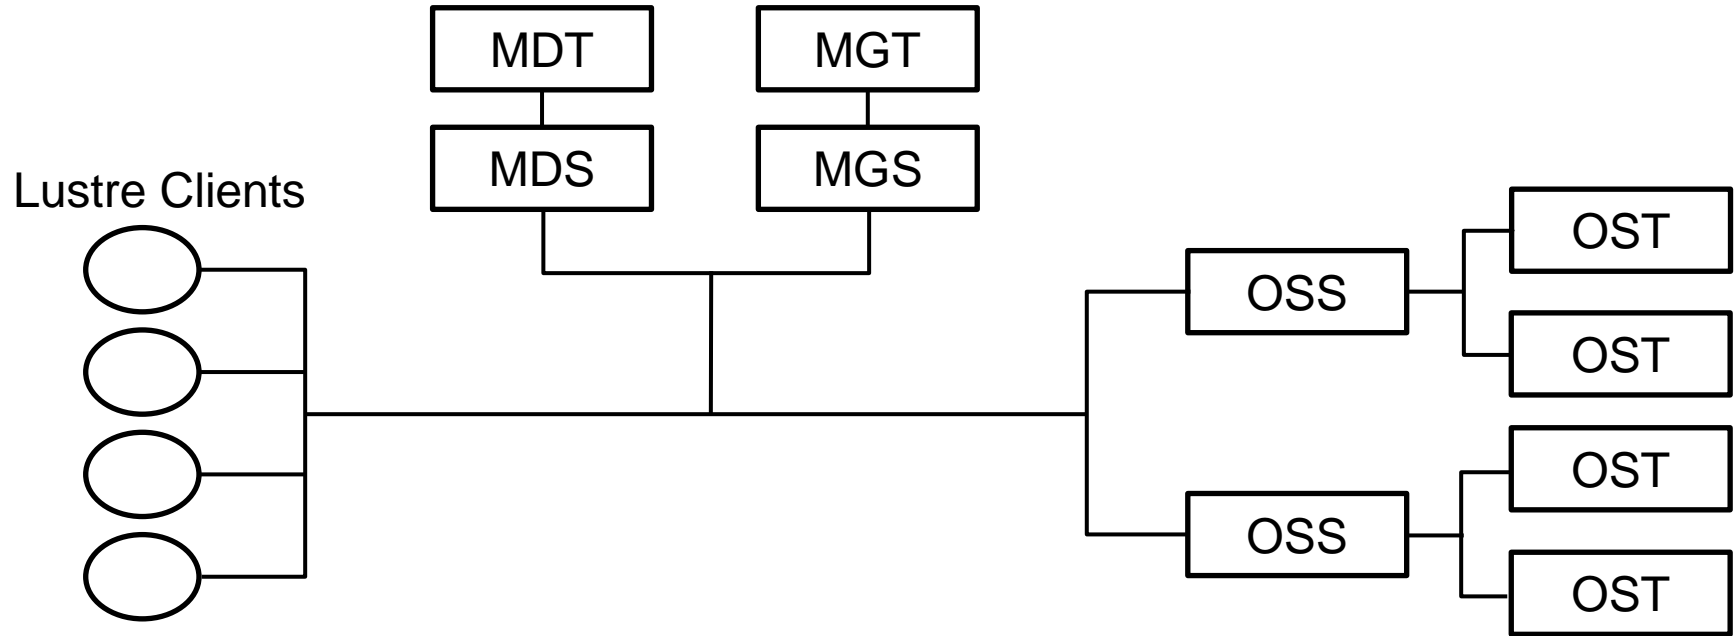 MDT
MGT
MDS
MGS
Lustre Clients
OST
OSS
OST
OST
OSS
OST